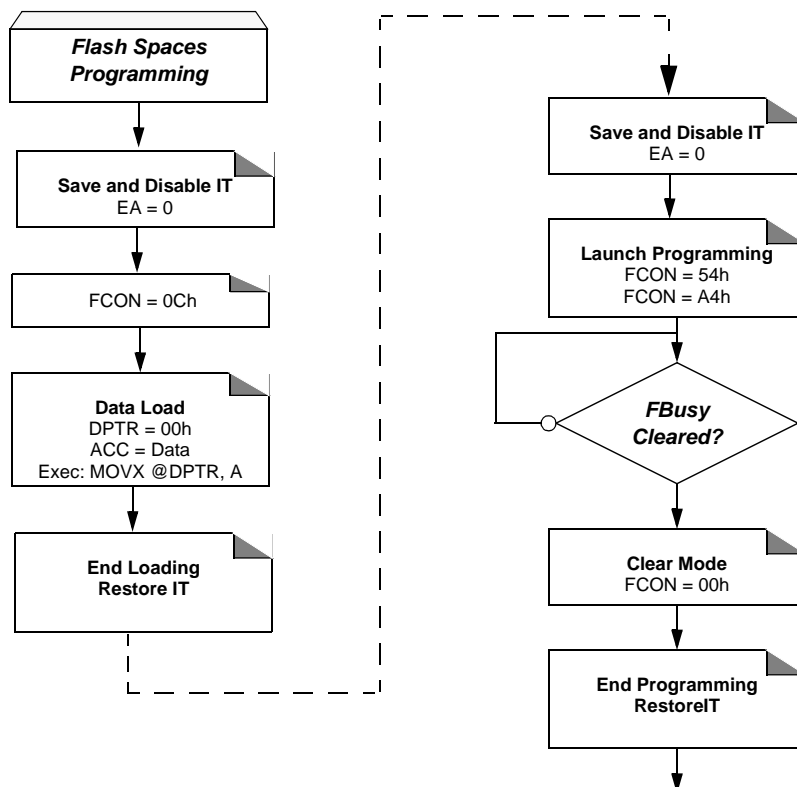 Flash Spaces
Programming
Save and Disable IT
EA = 0
FCON = 0Ch
Data Load
DPTR = 00h
ACC = Data
Exec: MOVX @DPTR, A
End Loading
Restore IT
Save and Disable IT
EA = 0
Launch Programming
FCON = 54h
FCON = A4h
FBusy
Cleared?
Clear Mode
FCON = 00h
End Programming
RestoreIT